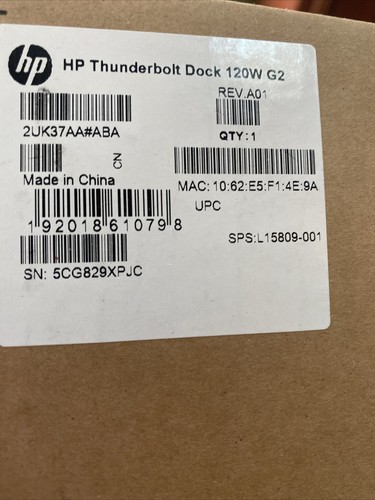 hp HP Thunderbolt Dock 120W G2
REV.A01
2UK37AA#ABA
QTY:1
CN
Made in China
MAC:10:62:E5:F1:4E:9A
UPC
1 92018 61079 8
SPS:L15809-001
SN: 5CG829XPJC